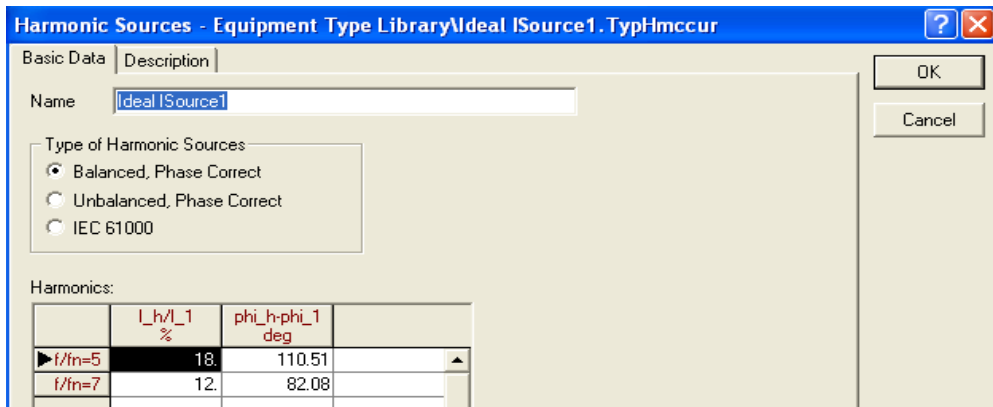 Harmonic Sources - Equipment Type Library\Ideal ISource1.TypHmccur
Basic Data Description
OK
Name Ideal ISource1
Cancel
Type of Harmonic Sources
Balanced, Phase Correct
Unbalanced, Phase Correct
IEC 61000
Harmonics:
I_h/I_1 phi_h-phi_1
% deg
f/fn=5 18. 110.51
f/fn=7 12. 82.08